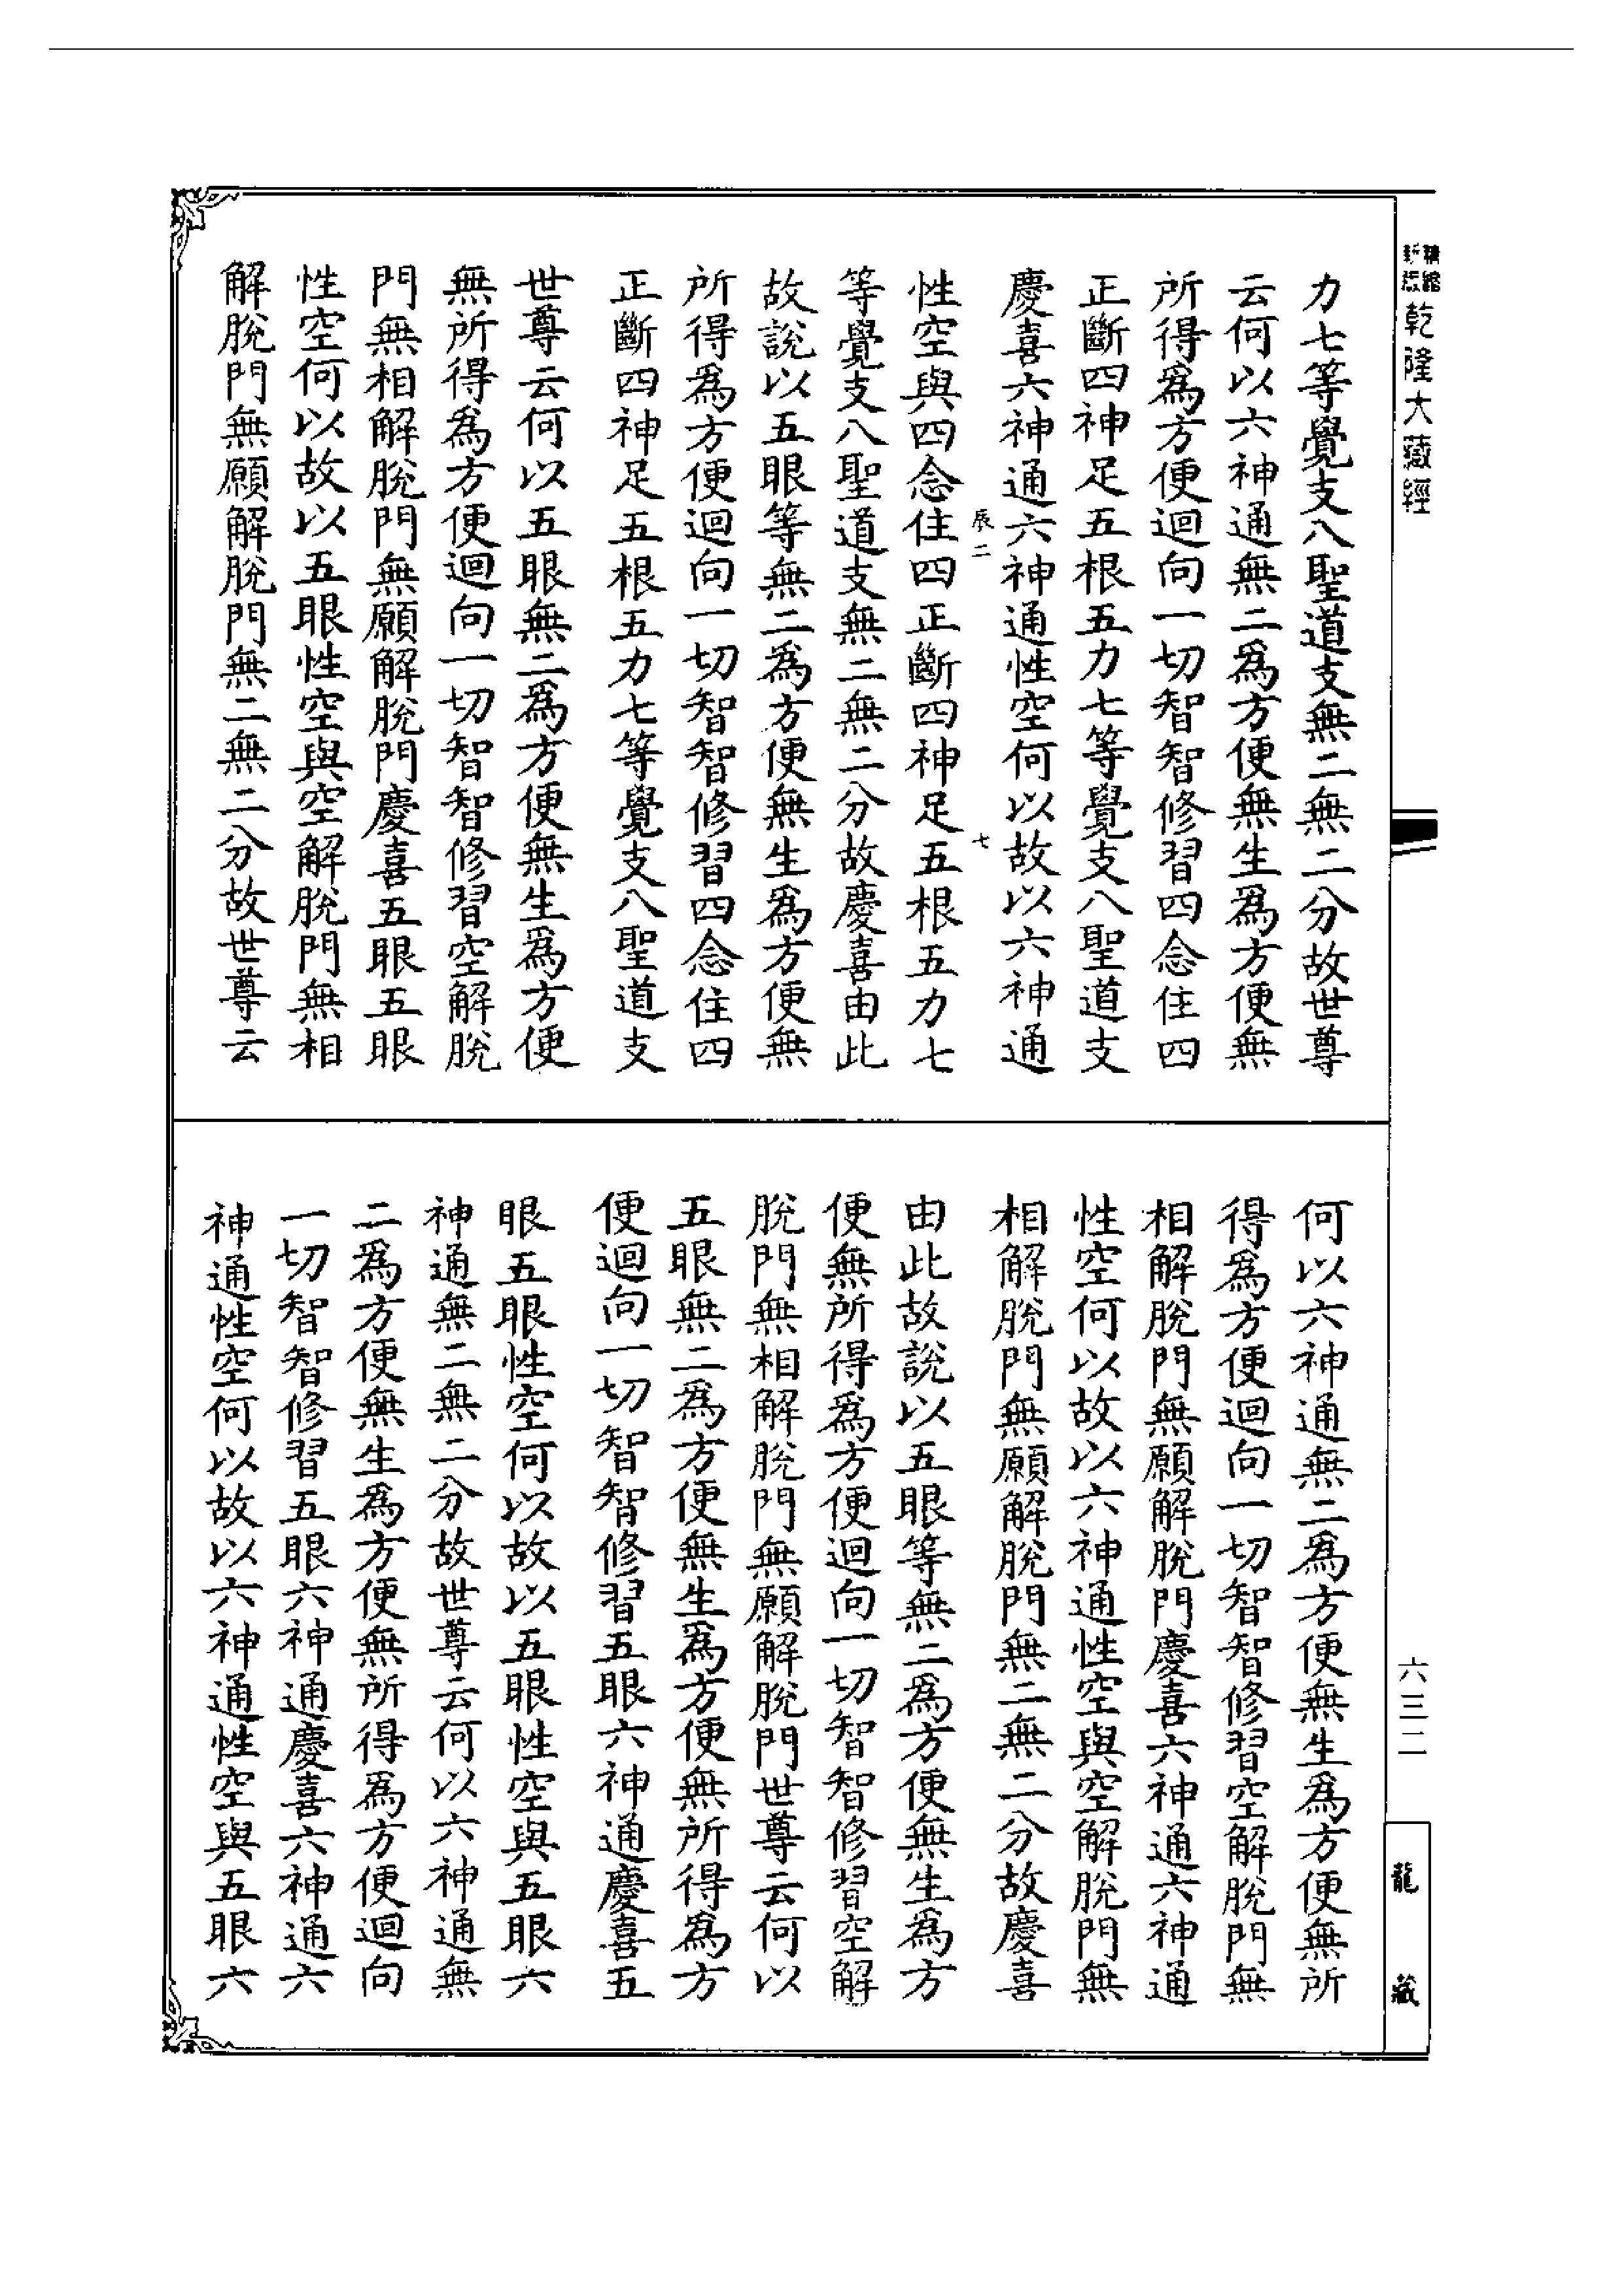 乾隆大藏經
力七等覺支八聖道支無二無二分故世尊
云何以六神通無二為方便無生為方便無
所得為方便迴向一切智智修習四念住四
正斷四神足五根五力七等覺支八聖道支
慶喜六神通六神通性空何以故以六神通
辰二
七
性空與四念住四正斷四神足五根五力七
等覺支八聖道支無二無二分故慶喜由此
故說以五眼等無二為方便無生為方便無
所得為方便迴向一切智智修習四念住四
正斷四神足五根五力七等覺支八聖道支
世尊云何以五眼無二為方便無生為方便
無所得為方便迴向一切智智修習空解脫
門無相解脫門無願解脫門慶喜五眼五眼
性空何以故以五眼性空與空解脫門無相
解脫門無願解脫門無二無二分故世尊云
何以六神通無二為方便無生為方便無所
得為方便迴向一切智智修習空解脫門無
相解脫門無願解脫門慶喜六神通六神通
性空何以故以六神通性空與空解脫門無
相解脫門無願解脫門無二無二分故慶喜
由此故說以五眼等無二為方便無生為方
便無所得為方便迴向一切智智修習空解
脫門無相解脫門無願解脫門世尊云何以
五眼無二為方便無生為方便無所得為方
便迴向一切智智修習五眼六神通慶喜五
眼五眼性空何以故以五眼性空與五眼六
神通無二無二分故世尊云何以六神通無
二為方便無生為方便無所得為方便迴向
一切智智修習五眼六神通慶喜六神通六
神通性空何以故以六神通性空與五眼六
六三二
龍藏